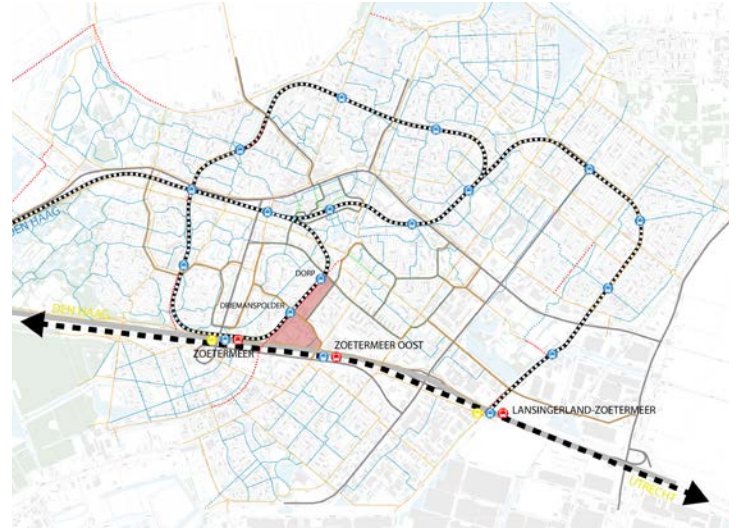 DEN HAAG
DORP
DRIEMANSPOLDER
DEN HAAG
ZOETERMEER
ZOETERMEER OOST
LANSINGERLAND-ZOETERMEER
UTRECHT